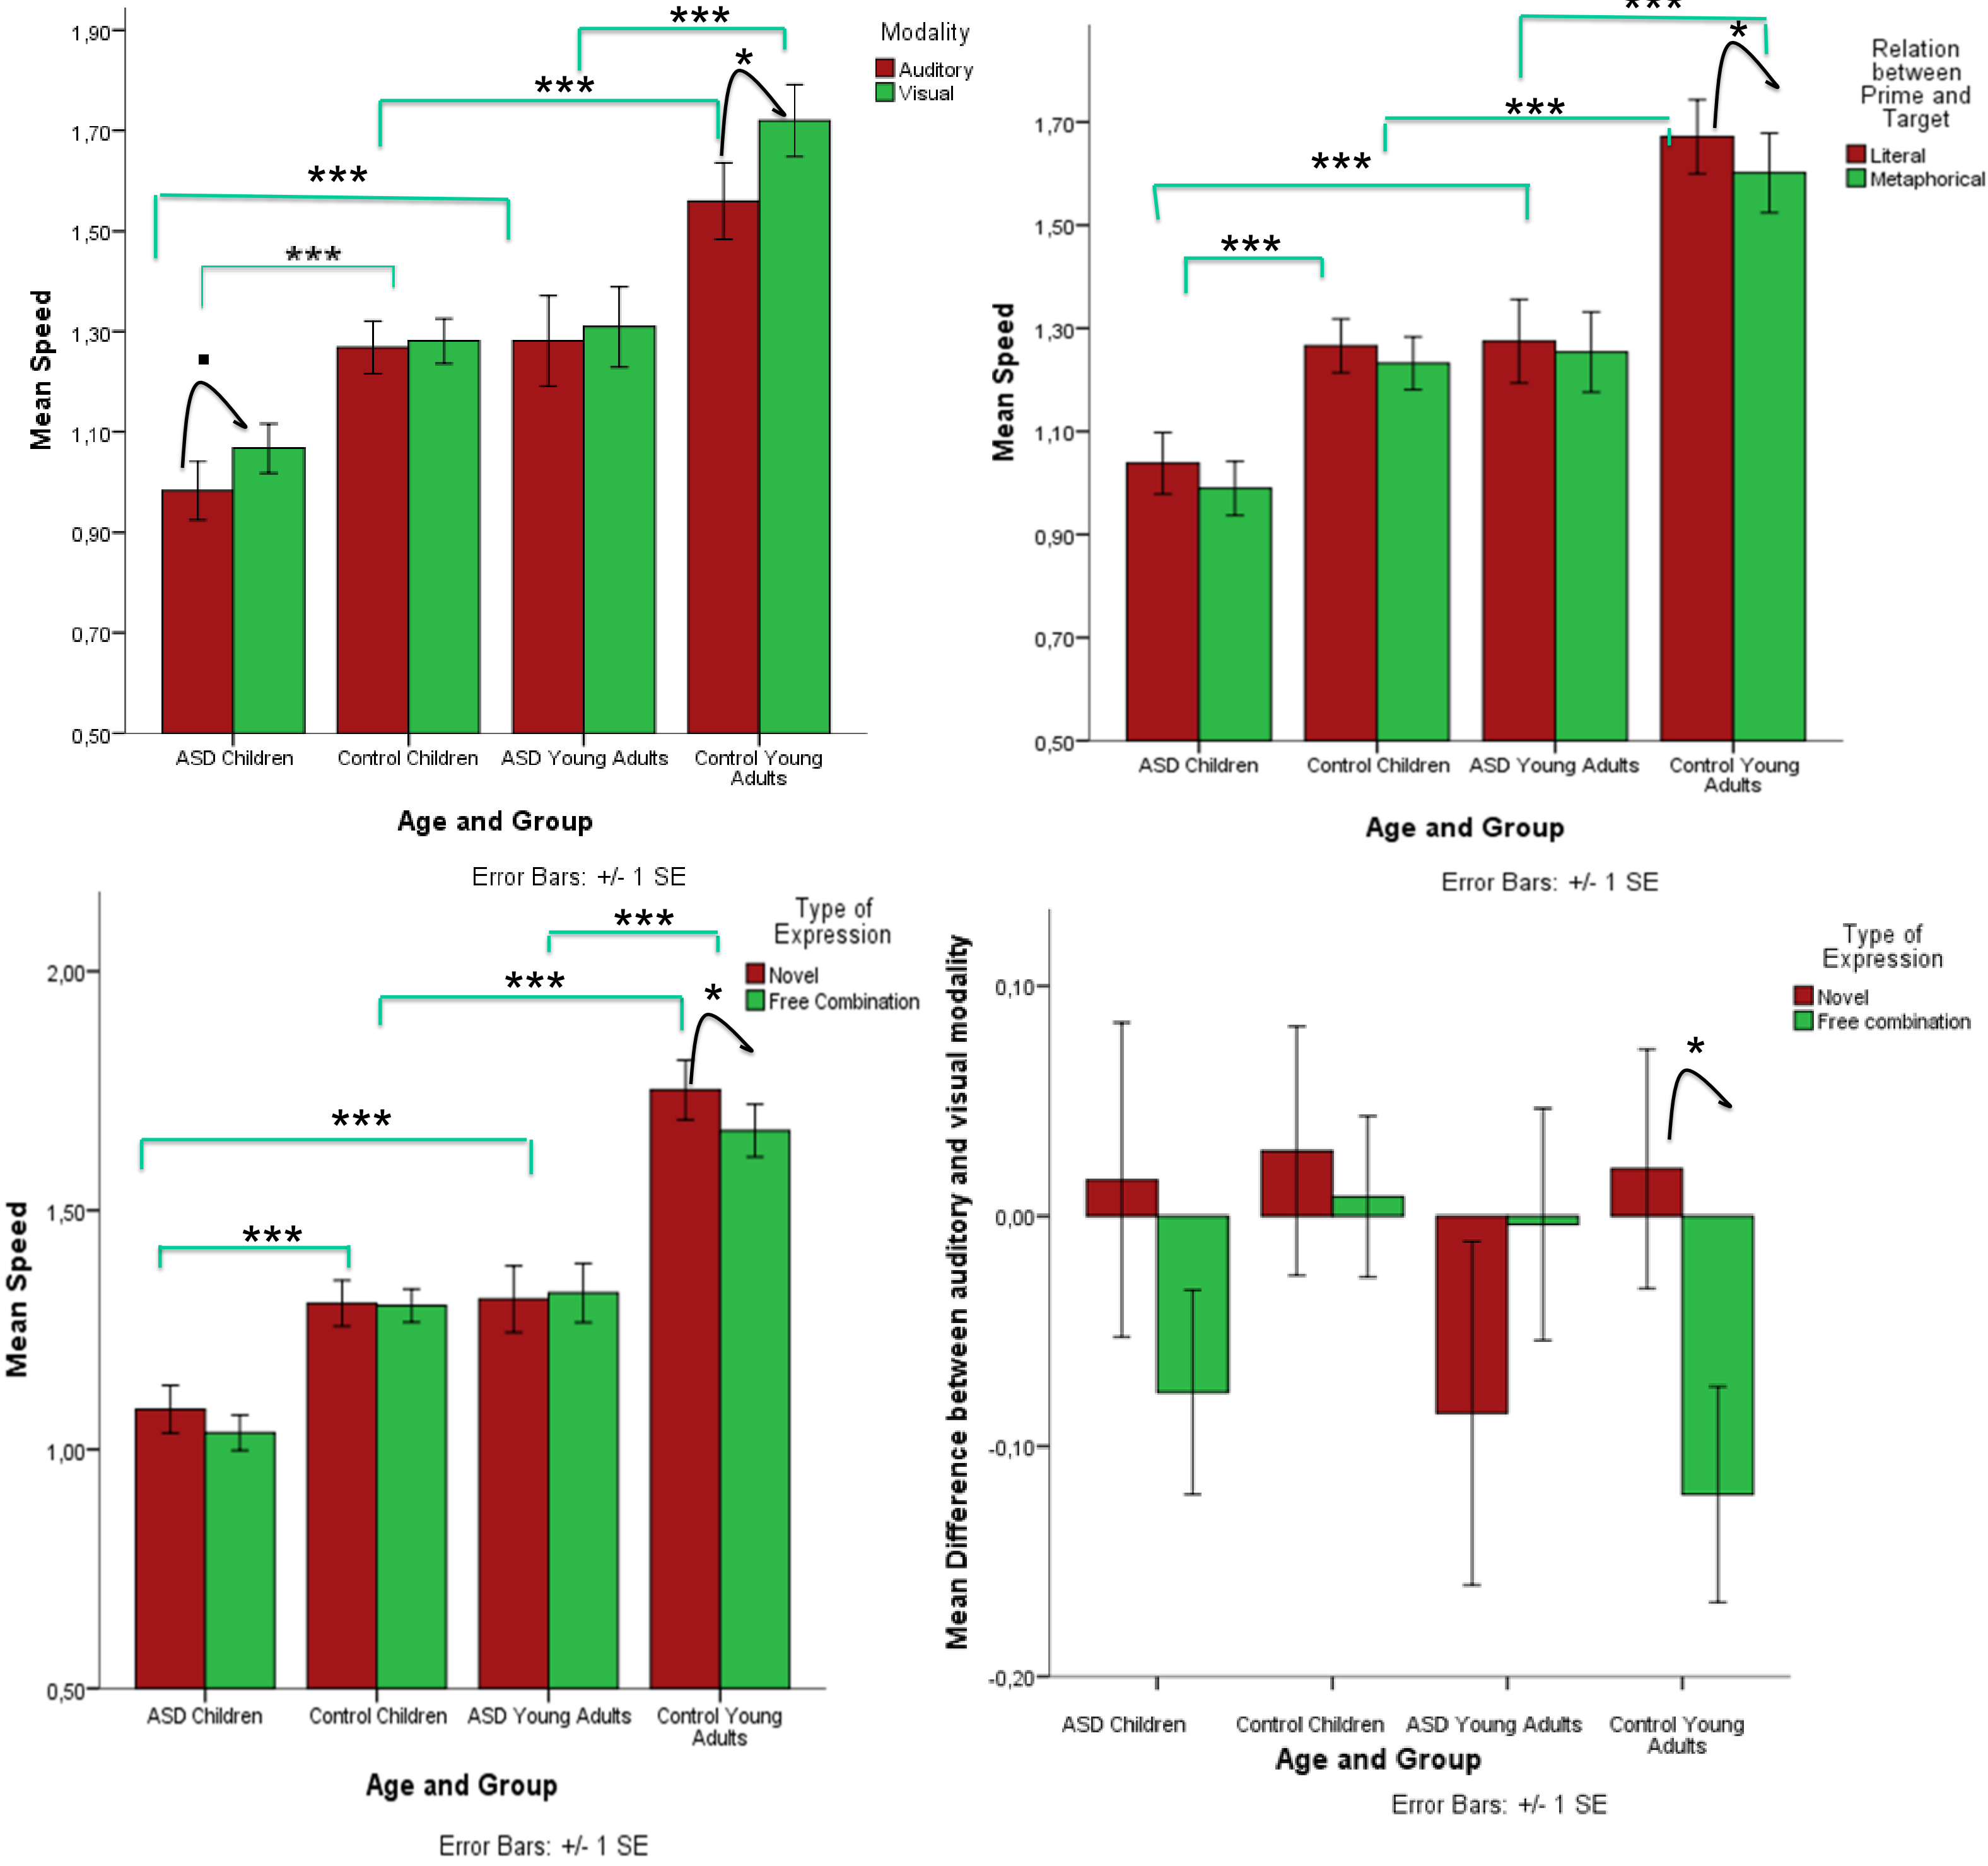 ***
1,90
Modality
Auditory
Visual
*
***
1,70
***
1,50
***
1,30
1,10
0,90
0,70
0,50
Mean Speed
ASD Children
Control Children
ASD Young Adults
Control Young
Adults
Age and Group
Error Bars: +/- 1 SE
***
*
Relation
between
Prime and
Target
Literal
Metaphorical
***
1,70
***
1,50
***
1,30
1,10
0,90
0,70
0,50
Mean Speed
ASD Children
Control Children
ASD Young Adults
Control Young
Adults
Age and Group
Error Bars: +/- 1 SE
***
Type of
Expression
Novel
Free Combination
2,00
***
*
***
1,50
***
1,00
0,50
Mean Speed
ASD Children
Control Children
ASD Young Adults
Control Young
Adults
Age and Group
Error Bars: +/- 1 SE
Type of
Expression
Novel
Free combination
*
0,10
0,00
-0,10
-0,20
Mean Difference between auditory and visual modality
ASD Children
Control Children
ASD Young Adults
Control Young
Adults
Age and Group
Error Bars: +/- 1 SE